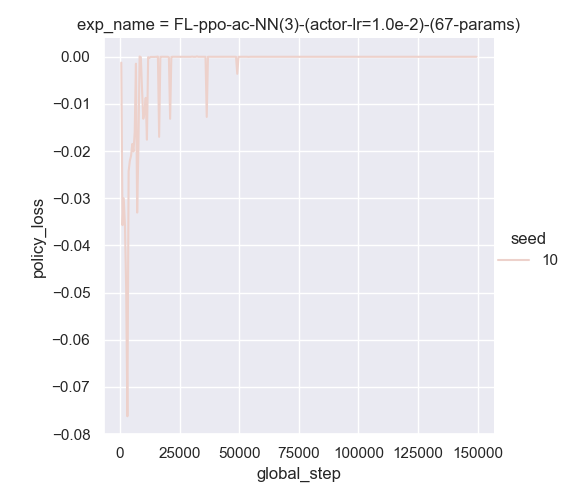 exp_name = FL-ppo-ac-NN(3)-(actor-lr=1.0e-2)-(67-params)
0.00
−0.01
−0.02
−0.03
−0.04
−0.05
−0.06
−0.07
−0.08
policy_loss
0 25000 50000 75000 100000 125000 150000
global_step
seed
10